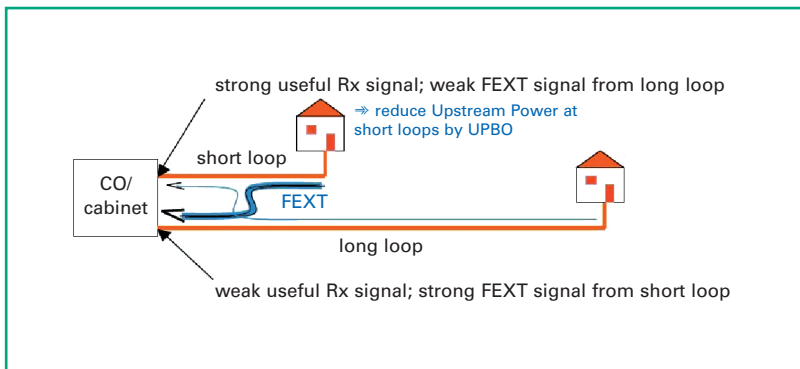 strong useful Rx signal; weak FEXT signal from long loop
⇒ reduce Upstream Power at
short loops by UPBO
short loop
CO/
cabinet
FEXT
long loop
weak useful Rx signal; strong FEXT signal from short loop